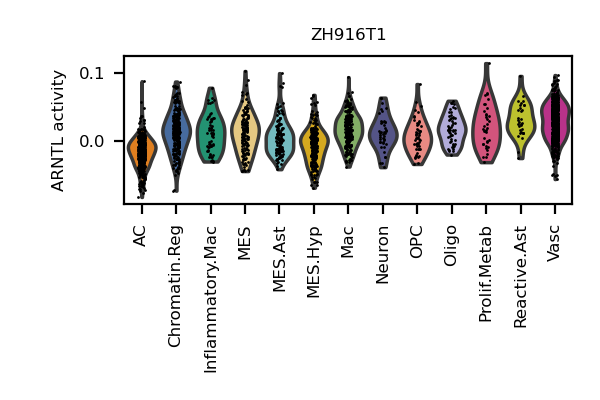 ZH916T1
ARNTL activity
0.1
0.0
AC
Chromatin.Reg
Inflammatory.Mac
MES
MES.Ast
MES.Hyp
Mac
Neuron
OPC
Oligo
Prolif.Metab
Reactive.Ast
Vasc